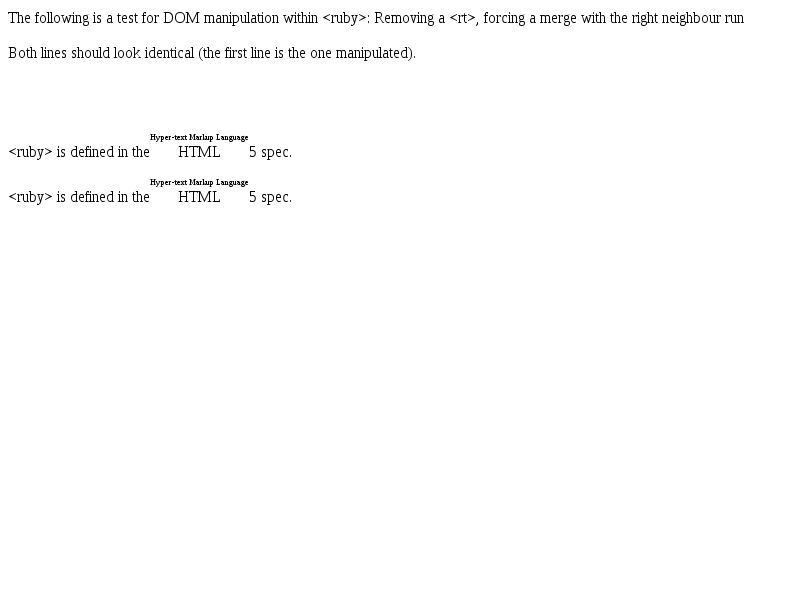 The following is a test for DOM manipulation within <ruby>: Removing a <rt>, forcing a merge with the right neighbour run
Both lines should look identical (the first line is the one manipulated).
Hyper-text Markup Language
<ruby> is defined in the HTML 5 spec.
Hyper-text Markup Language
<ruby> is defined in the HTML 5 spec.